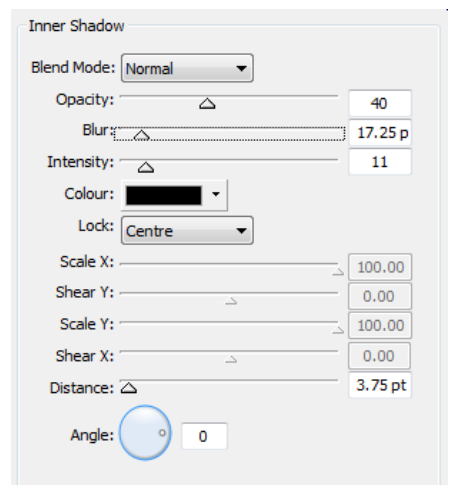 Inner Shadow
Blend Mode: Normal
Opacity: 40
Blur: 17.25 p
Intensity: 11
Colour:
Lock: Centre
Scale X: 100.00
Shear Y: 0.00
Scale Y: 100.00
Shear X: 0.00
Distance: 3.75 pt
Angle: 0